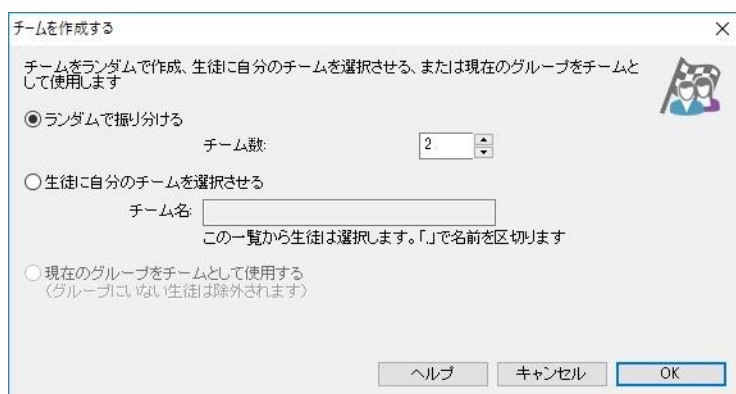 チームを作成する
チームをランダムで作成、生徒に自分のチームを選択させる、または現在のグループをチームと
して使用します
ランダムで振り分ける
チーム数: 2
生徒に自分のチームを選択させる
チーム名:
この一覧から生徒は選択します。「,」で名前を区切ります
現在のグループをチームとして使用する
(グループにいない生徒は除外されます)
ヘルプ キャンセル OK